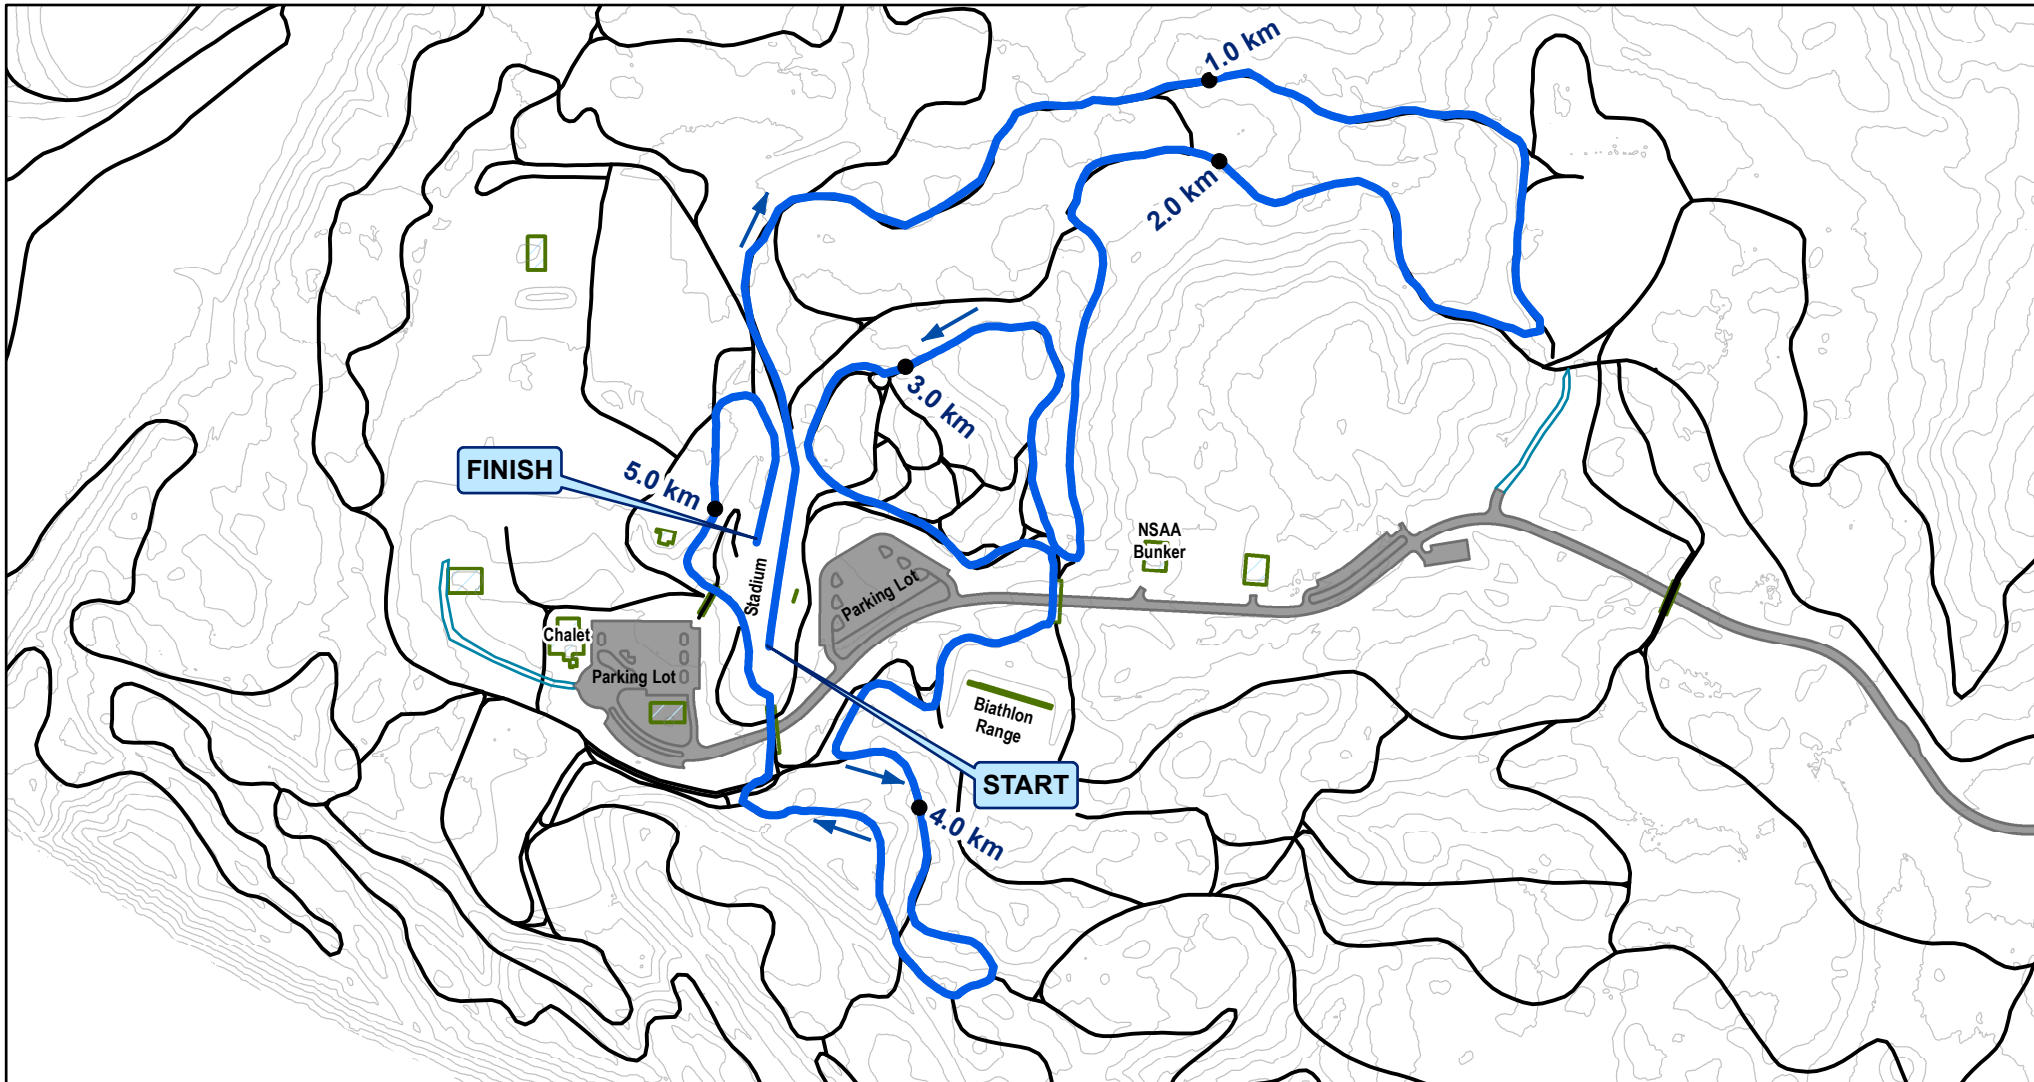 1.0 km
2.0 km
3.0 km
FINISH
5.0 km
NSAA
Bunker
Stadium
Parking Lot
Chalet
Parking Lot
Biathlon
Range
START
4.0 km